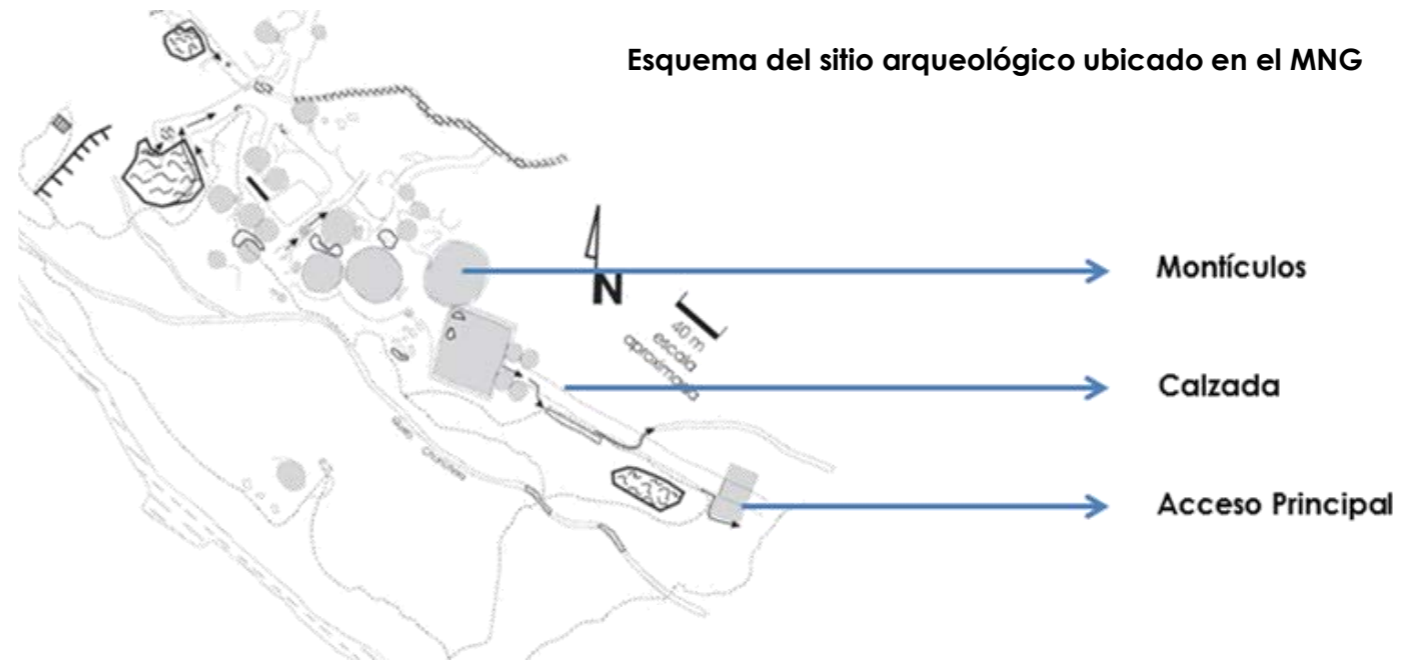 Esquema del sitio arqueológico ubicado en el MNG
N
Montículos
40 m
escala
aproximada
Calzada
Acceso Principal